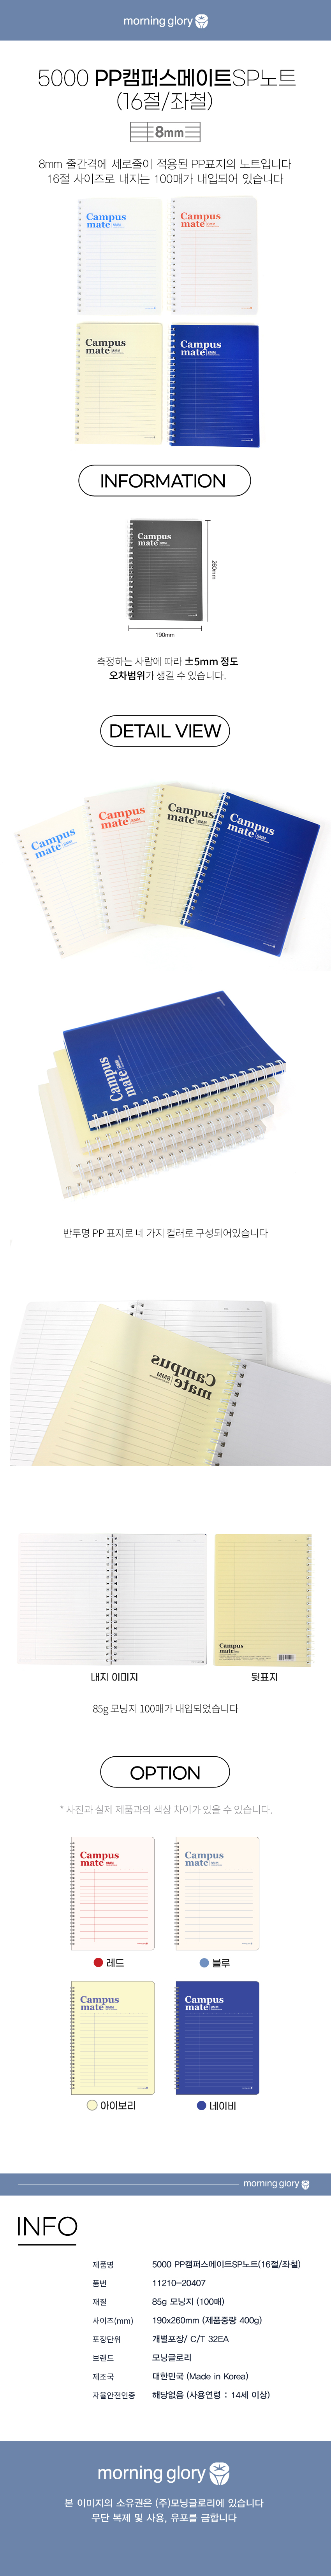 morning glory
5000 PP캠퍼스메이트SP노트
(16절/좌철)
8mm
8mm 줄간격에 세로줄이 적용된 PP표지의 노트입니다
16절 사이즈로 내지는 100매가 내입되어 있습니다
Campus
mate
Campus
mate
Campus
mate
Campus
mate
INFORMATION
Campus
mate
260mm
190mm
측정하는 사람에 따라 ±5mm 정도
오차범위가 생길 수 있습니다.
DETAIL VIEW
Campus
mate
Campus
mate
Campus
mate
Campus
mate
Campus
mate
반투명 PP 표지로 네 가지 컬러로 구성되어있습니다
Campus
mate
8MM
Campus
mate
내지 이미지
뒷표지
85g 모닝지 100매가 내입되었습니다
OPTION
* 사진과 실제 제품과의 색상 차이가 있을 수 있습니다.
Campus
mate
Campus
mate
레드
블루
Campus
mate
Campus
mate
아이보리
네이비
morning glory
INFO
제품명 5000 PP캠퍼스메이트SP노트(16절/좌철)
품번 11210-20407
재질 85g 모닝지 (100매)
사이즈(mm) 190x260mm (제품중량 400g)
포장단위 개별포장/ C/T 32EA
브랜드 모닝글로리
제조국 대한민국 (Made in Korea)
자율안전인증 해당없음 (사용연령 : 14세 이상)
morning glory
본 이미지의 소유권은 (주)모닝글로리에 있습니다
무단 복제 및 사용, 유포를 금합니다